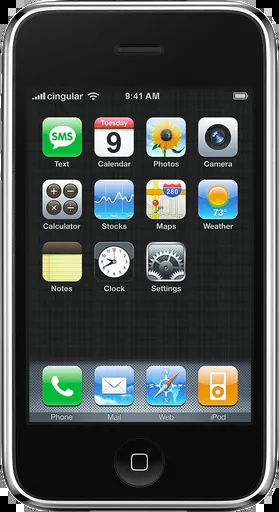 cingular 9:41 AM
SMS Tuesday 9 280 73°
Text Calendar Photos Camera
Calculator Stocks Maps Weather
Notes Clock Settings
Phone Mail Web iPod